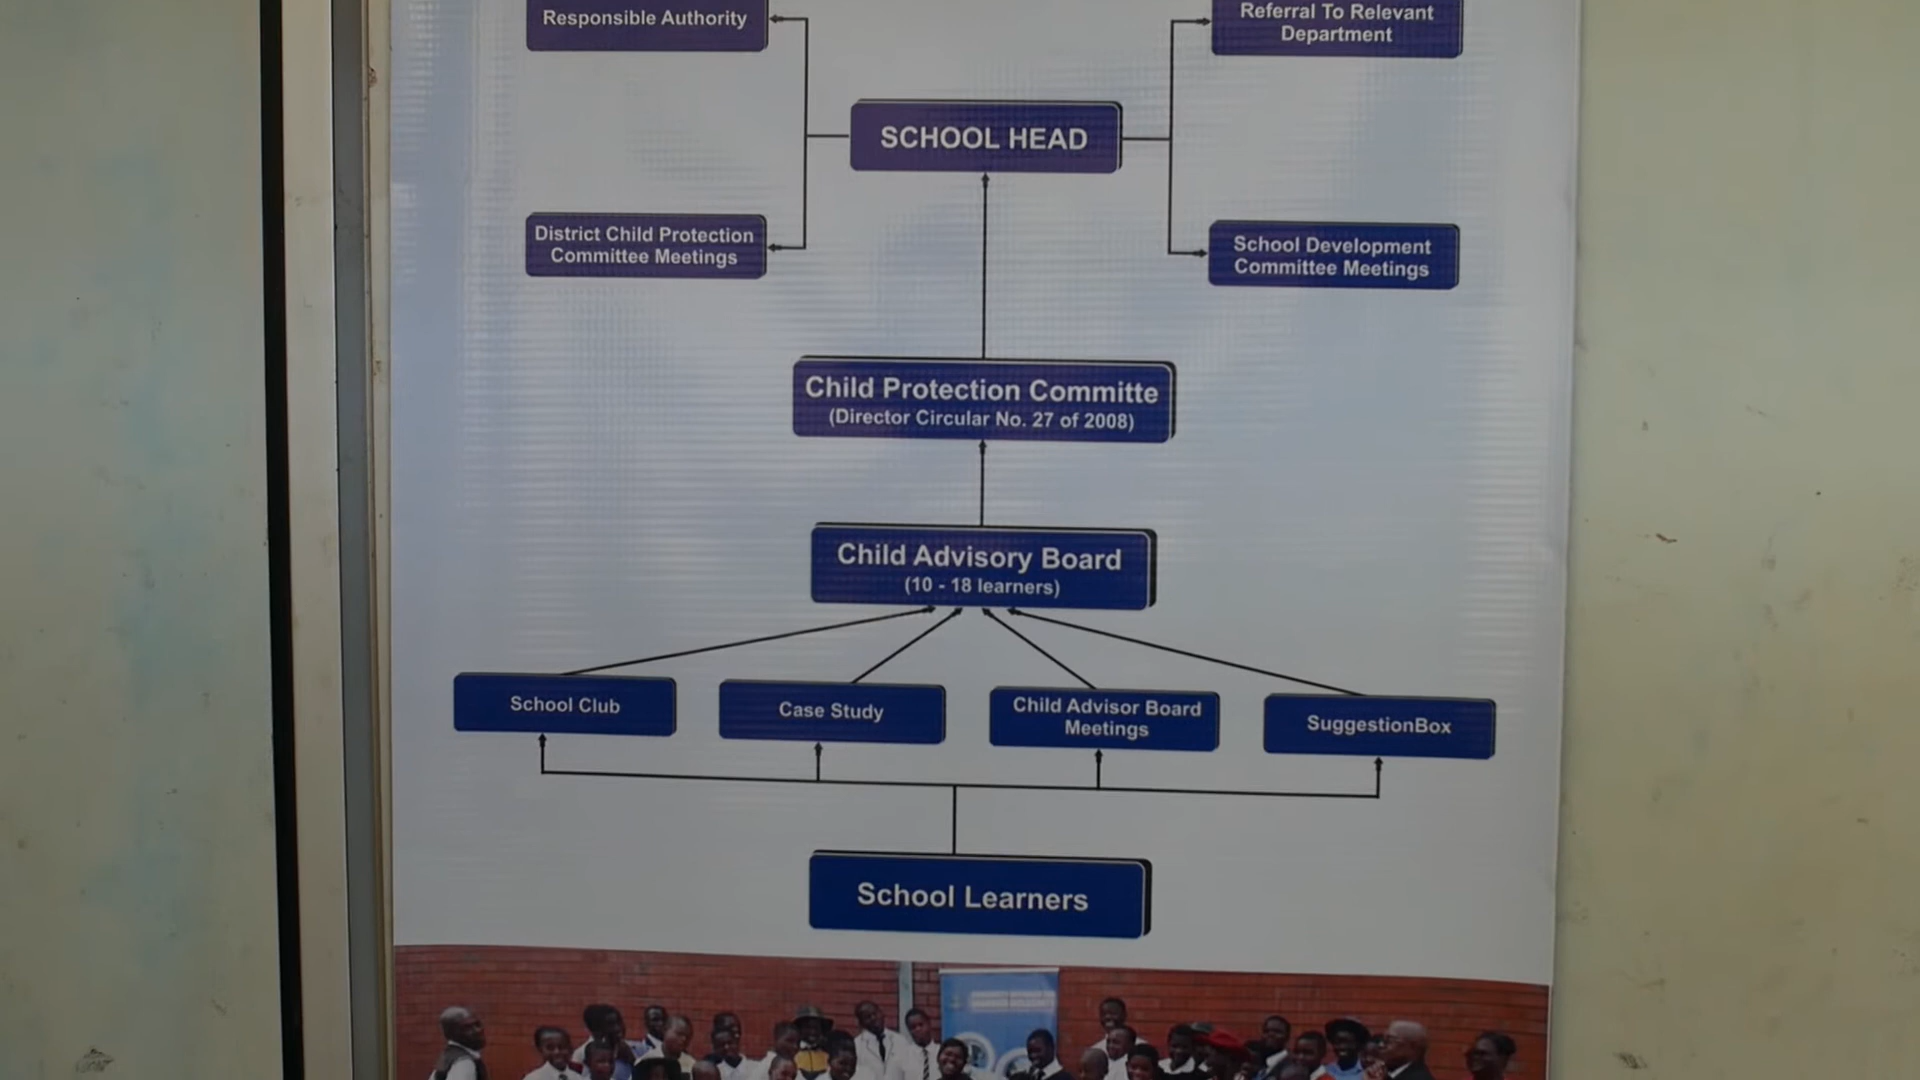 Responsible Authority
Referral To Relevant
Department
SCHOOL HEAD
District Child Protection
Committee Meetings
School Development
Committee Meetings
Child Protection Committe
(Director Circular No. 27 of 2008)
Child Advisory Board
(10 - 18 learners)
School Club
Case Study
Child Advisor Board
Meetings
SuggestionBox
School Learners